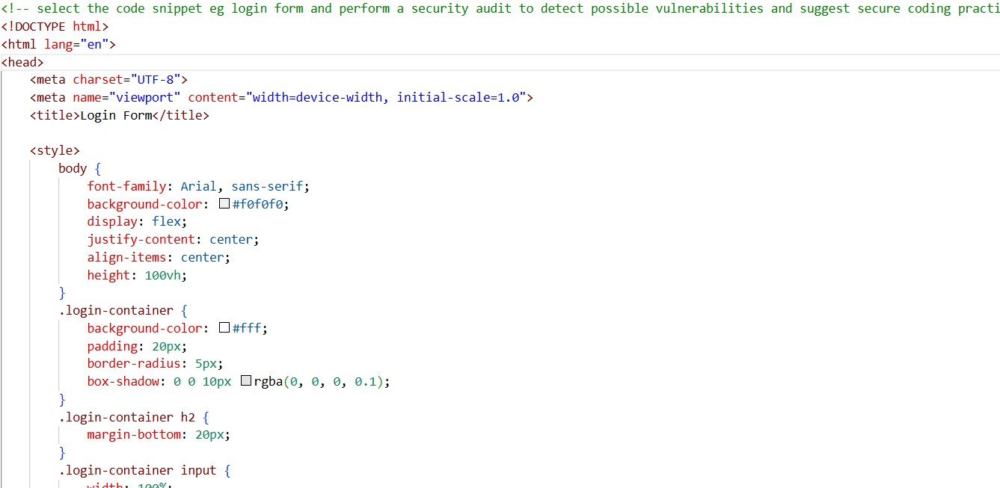 <!-- select the code snippet eg login form and perform a security audit to detect possible vulnerabilities and suggest secure coding practi
<!DOCTYPE html>
<html lang="en">
<head>
    <meta charset="UTF-8">
    <meta name="viewport" content="width=device-width, initial-scale=1.0">
    <title>Login Form</title>

    <style>
        body {
            font-family: Arial, sans-serif;
            background-color: #f0f0f0;
            display: flex;
            justify-content: center;
            align-items: center;
            height: 100vh;
        }
        .login-container {
            background-color: #fff;
            padding: 20px;
            border-radius: 5px;
            box-shadow: 0 0 10px rgba(0, 0, 0, 0.1);
        }
        .login-container h2 {
            margin-bottom: 20px;
        }
        .login-container input {
            width: 100%;